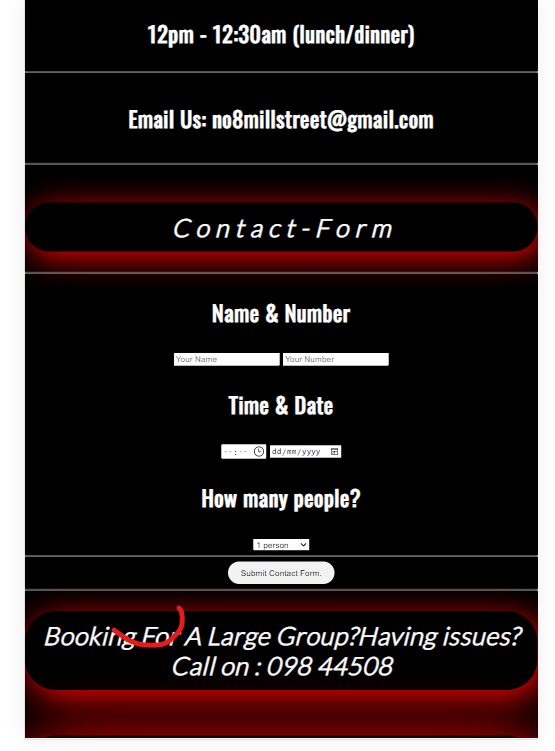 12pm - 12:30am (lunch/dinner)
Email Us: no8millstreet@gmail.com
Contact-Form
Name & Number
Your Name Your Number
Time & Date
--:-- dd/mm/yyyy
How many people?
1 person
Submit Contact Form.
Booking For A Large Group?Having issues?
Call on : 098 44508